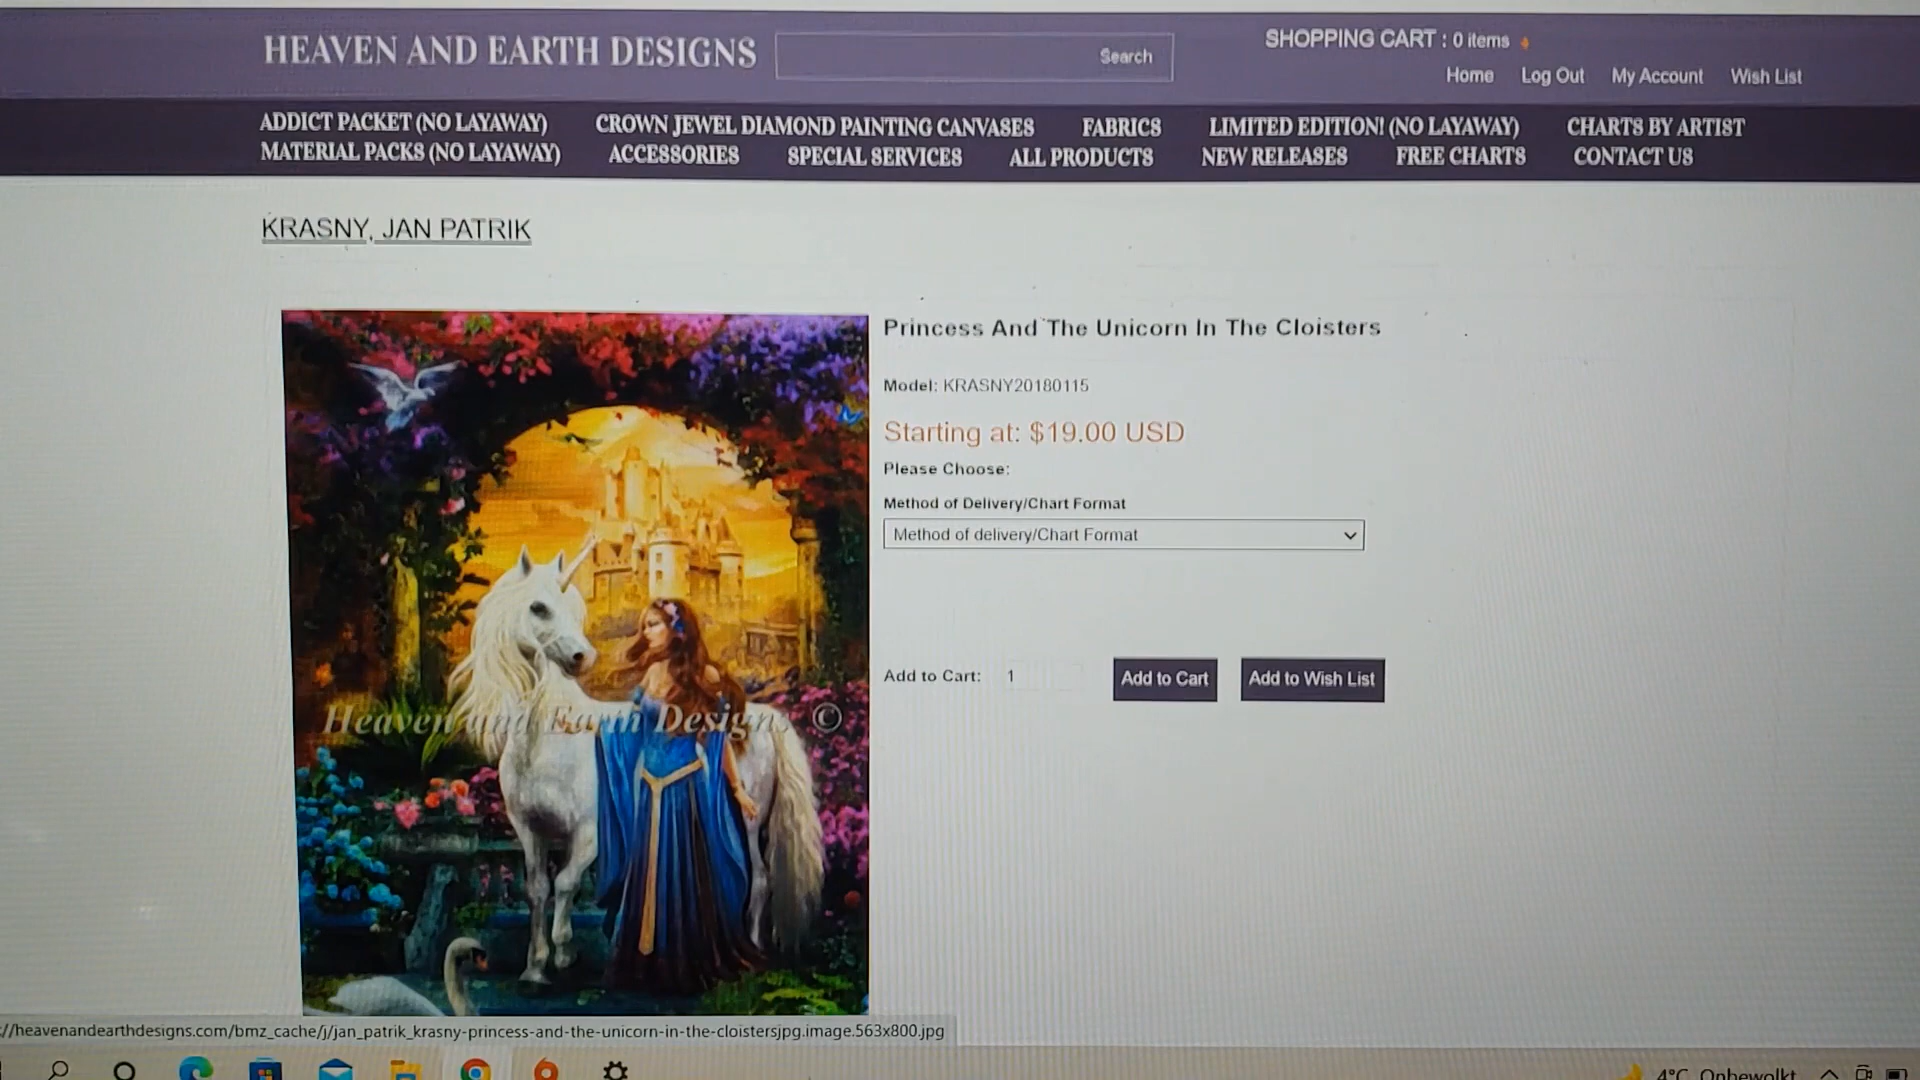 HEAVEN AND EARTH DESIGNS
Search
SHOPPING CART : 0 items
Home Log Out My Account Wish List
ADDICT PACKET (NO LAYAWAY) CROWN JEWEL DIAMOND PAINTING CANVASES FABRICS LIMITED EDITION! (NO LAYAWAY) CHARTS BY ARTIST
MATERIAL PACKS (NO LAYAWAY) ACCESSORIES SPECIAL SERVICES ALL PRODUCTS NEW RELEASES FREE CHARTS CONTACT US
KRASNY, JAN PATRIK
Princess And The Unicorn In The Cloisters
Model: KRASNY20180115
Starting at: $19.00 USD
Please Choose:
Method of Delivery/Chart Format
Method of delivery/Chart Format
Add to Cart: 1 Add to Cart Add to Wish List
Heaven and Earth Designs ©
//heavenandearthdesigns.com/bmz_cache/j/jan_patrik_krasny-princess-and-the-unicorn-in-the-cloistersjpg.image.563x800.jpg
4°C Onbewolkt